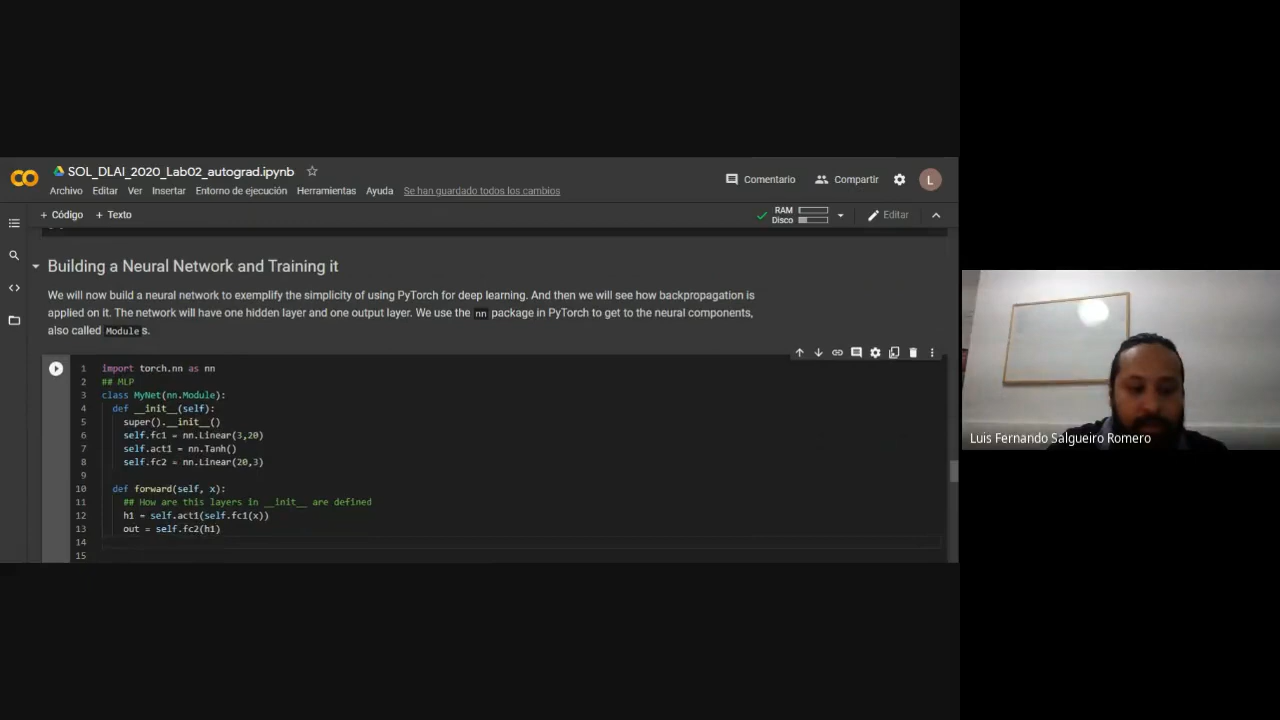 SOL_DLAI_2020_Lab02_autograd.ipynb
Archivo Editar Ver Insertar Entorno de ejecución Herramientas Ayuda Se han guardado todos los cambios
Comentario Compartir L
+ Código + Texto
RAM
Disco
Editar
Building a Neural Network and Training it
We will now build a neural network to exemplify the simplicity of using PyTorch for deep learning. And then we will see how backpropagation is
applied on it. The network will have one hidden layer and one output layer. We use the nn package in PyTorch to get to the neural components,
also called Module s.
1 import torch.nn as nn
2 ## MLP
3 class MyNet(nn.Module):
4 def __init__(self):
5 super().__init__()
6 self.fc1 = nn.Linear(3,20)
7 self.act1 = nn.Tanh()
8 self.fc2 = nn.Linear(20,3)
9
10 def forward(self, x):
11 ## How are this layers in __init__ are defined
12 h1 = self.act1(self.fc1(x))
13 out = self.fc2(h1)
14
15
Luis Fernando Salgueiro Romero